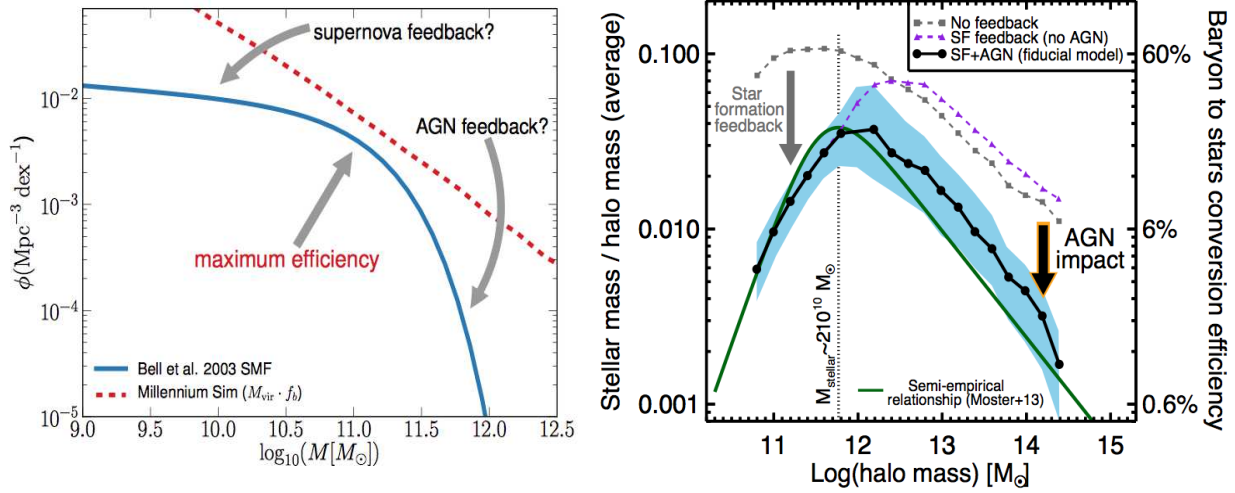 supernova feedback?
AGN feedback?
maximum efficiency
Bell et al. 2003 SMF
Millennium Sim (M_vir · f_b)
ϕ(Mpc⁻³ dex⁻¹)
10⁻²
10⁻³
10⁻⁴
10⁻⁵
9.0 9.5 10.0 10.5 11.0 11.5 12.0 12.5
log₁₀(M[M☉])
No feedback
SF feedback (no AGN)
SF+AGN (fiducial model)
Star
formation
feedback
AGN
impact
M_stellar~210¹⁰ M☉
Semi-empirical
relationship (Moster+13)
Stellar mass / halo mass (average)
0.100
0.010
0.001
11 12 13 14 15
Log(halo mass) [M☉]
60%
6%
0.6%
Baryon to stars conversion efficiency